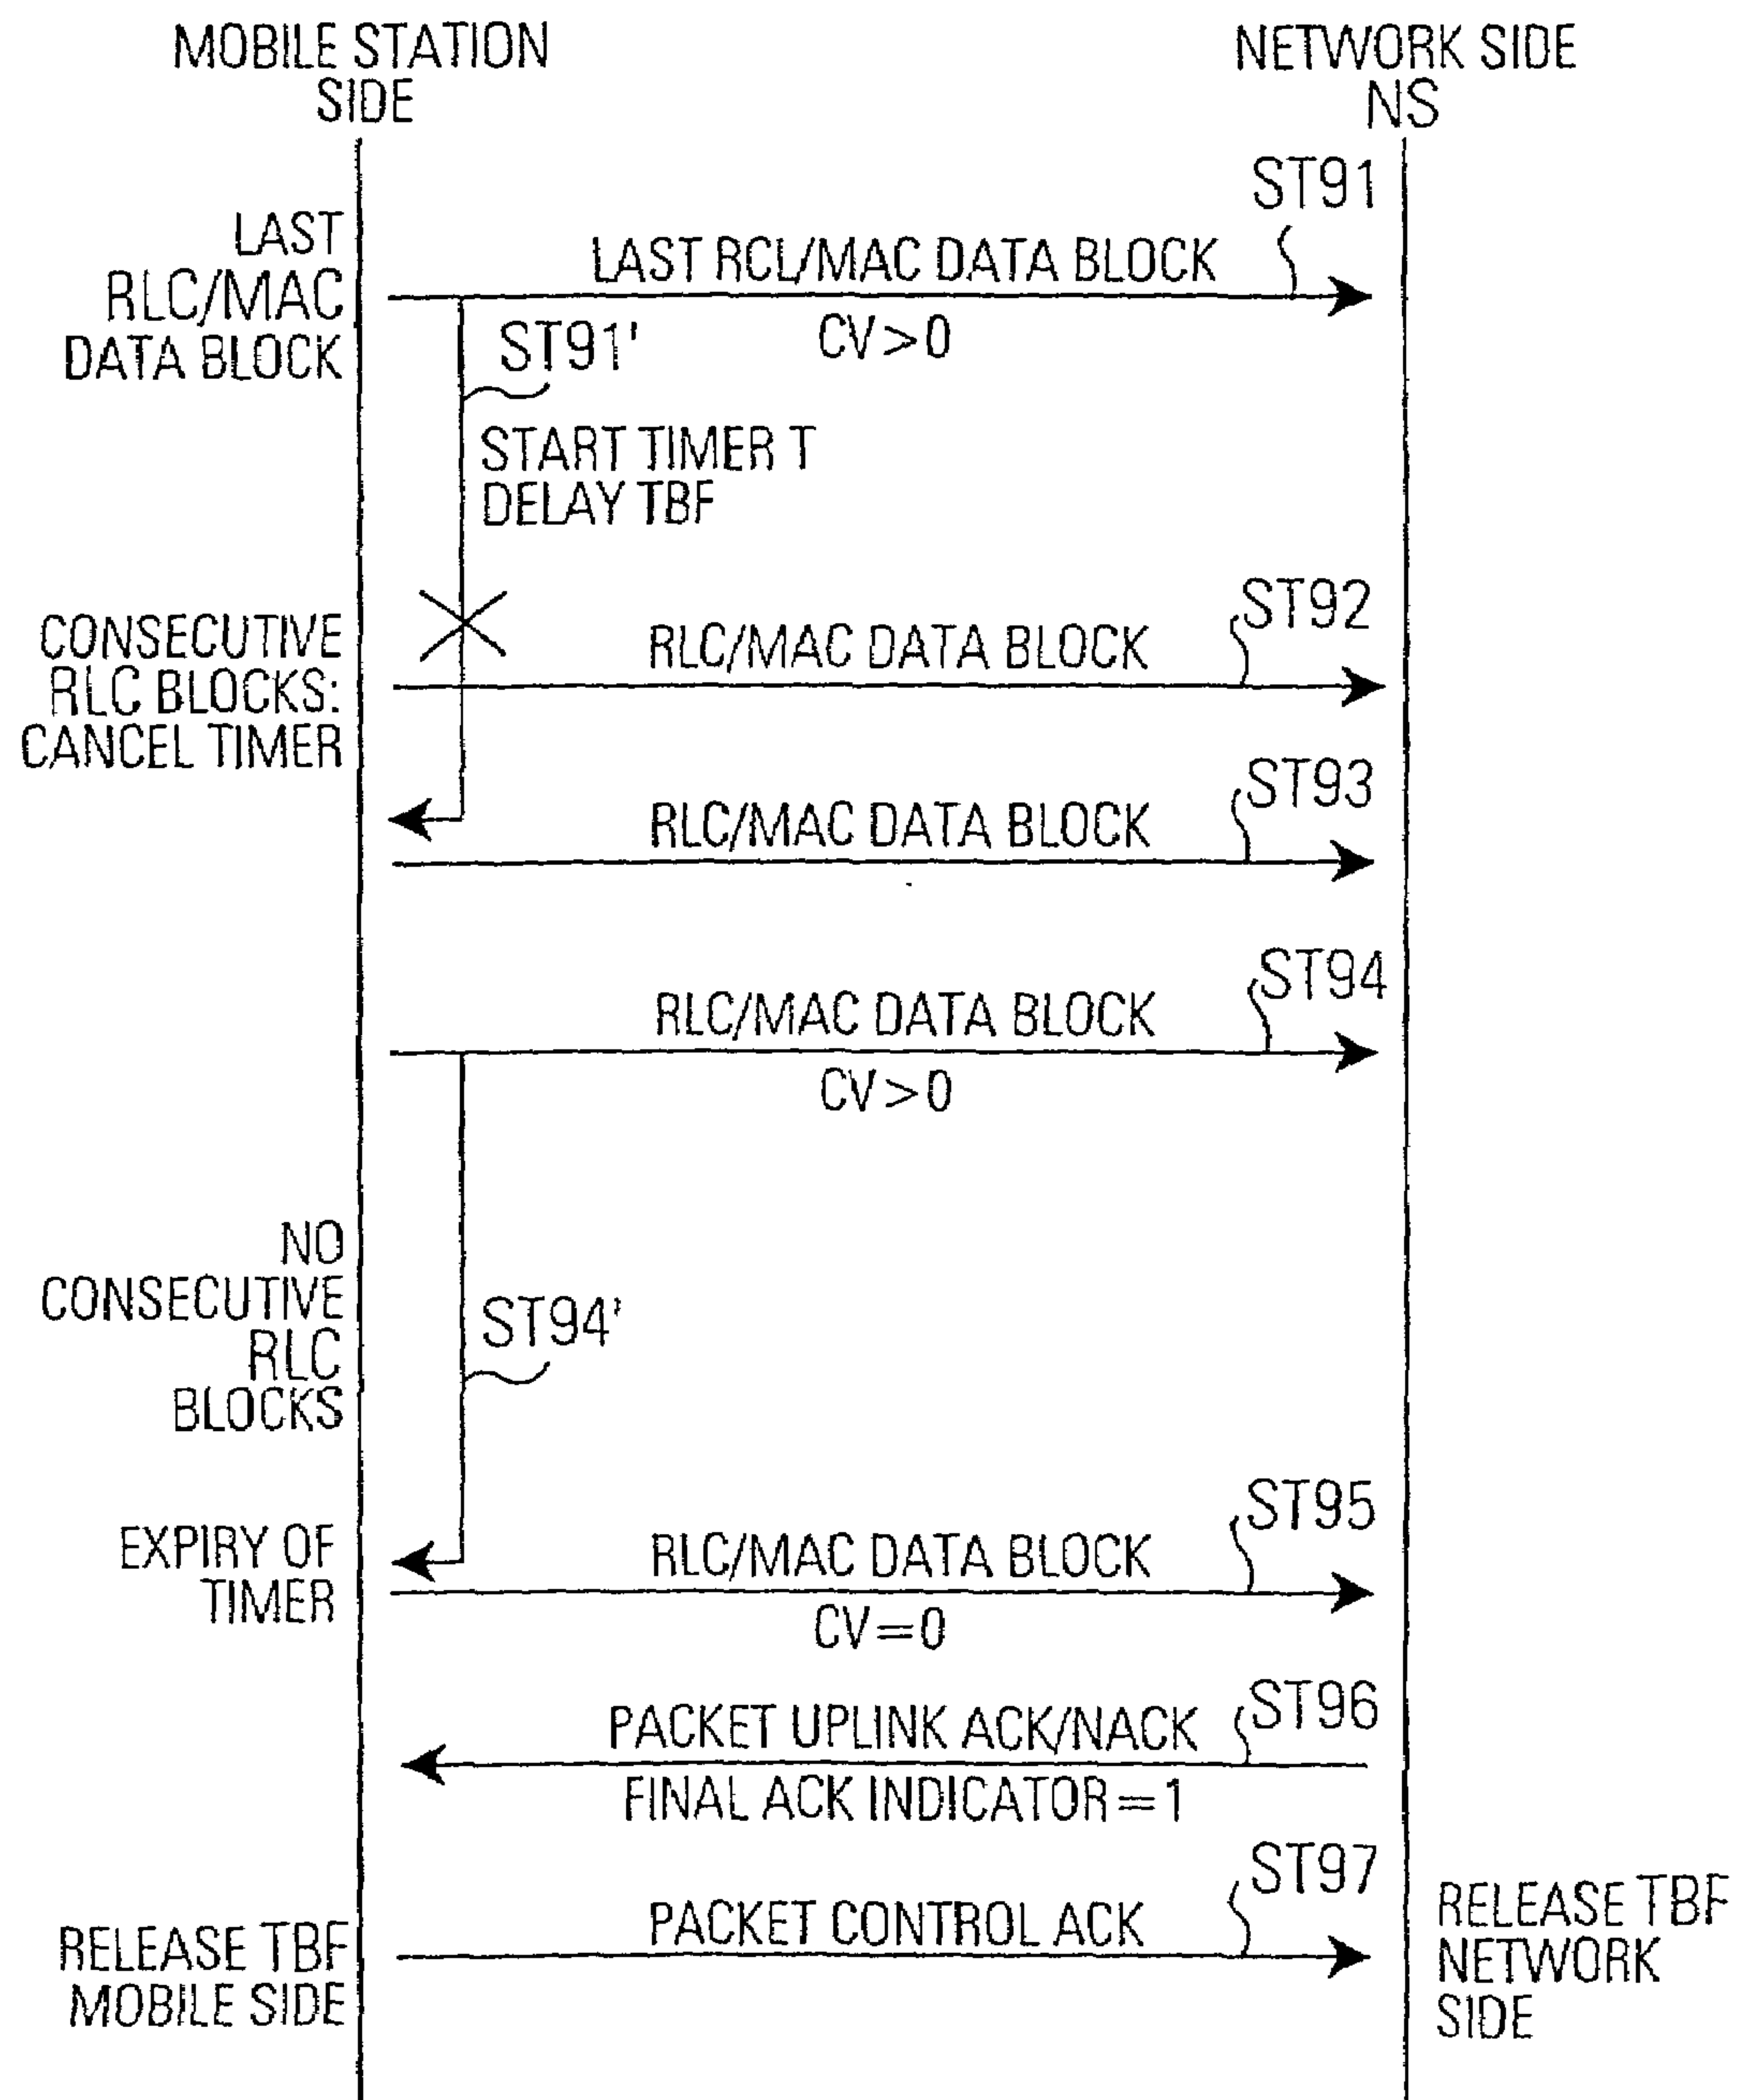 MOBILE STATION
SIDE
NETWORK SIDE
NS
ST91
LAST
RLC/MAC
DATA BLOCK
LAST RCL/MAC DATA BLOCK
CV>0
ST91'
START TIMER T
DELAY TBF
CONSECUTIVE
RLC BLOCKS:
CANCEL TIMER
ST92
RLC/MAC DATA BLOCK
ST93
RLC/MAC DATA BLOCK
ST94
RLC/MAC DATA BLOCK
CV>0
NO
CONSECUTIVE
RLC
BLOCKS
ST94'
EXPIRY OF
TIMER
ST95
RLC/MAC DATA BLOCK
CV=0
ST96
PACKET UPLINK ACK/NACK
FINAL ACK INDICATOR=1
ST97
PACKET CONTROL ACK
RELEASE TBF
MOBILE SIDE
RELEASE TBF
NETWORK
SIDE